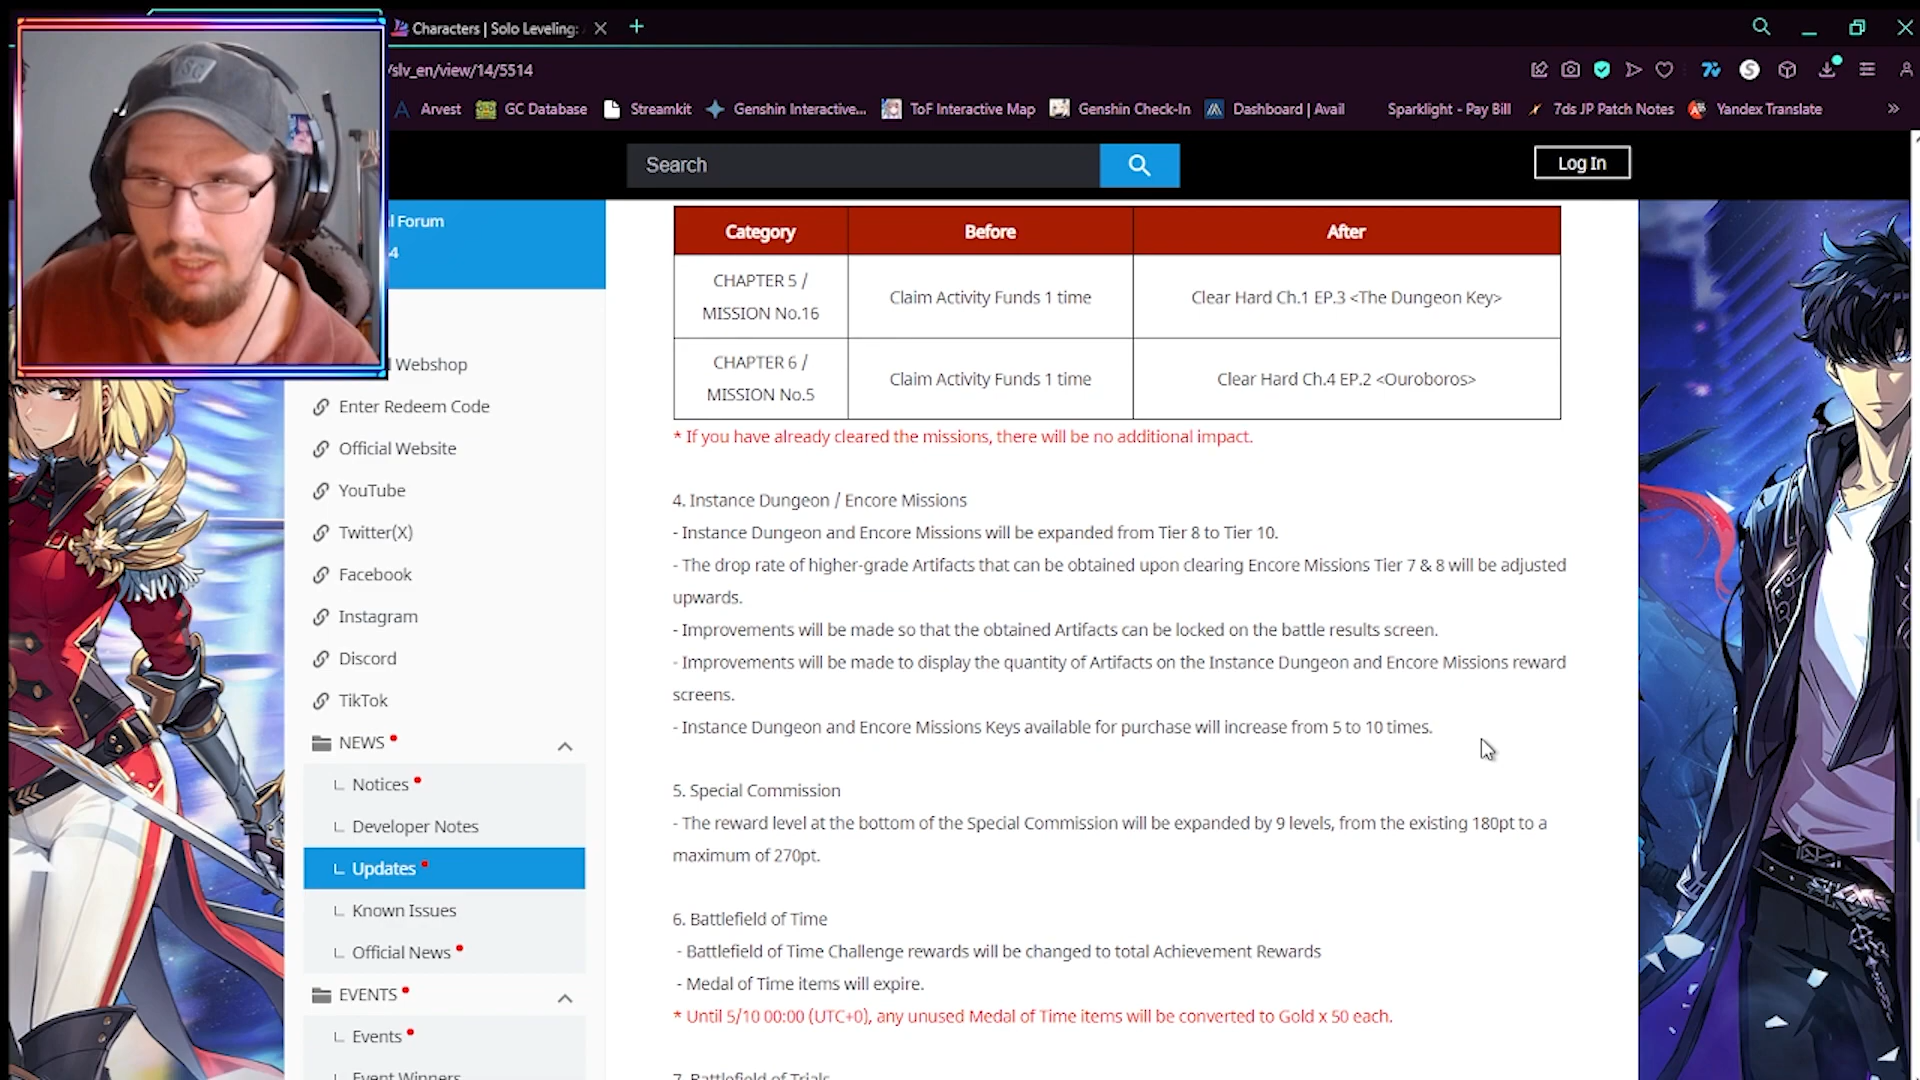 Characters | Solo Leveling:
/slv_en/view/14/5514
Arvest GC Database Streamkit Genshin Interactive... ToF Interactive Map Genshin Check-In Dashboard | Avail Sparklight - Pay Bill 7ds JP Patch Notes Yandex Translate
Search
Log In
l Forum
4
Webshop
Enter Redeem Code
Official Website
YouTube
Twitter(X)
Facebook
Instagram
Discord
TikTok
NEWS
Notices
Developer Notes
Updates
Known Issues
Official News
EVENTS
Events
Event Winners
Category Before After
CHAPTER 5 /
MISSION No.16
Claim Activity Funds 1 time
Clear Hard Ch.1 EP.3 <The Dungeon Key>
CHAPTER 6 /
MISSION No.5
Claim Activity Funds 1 time
Clear Hard Ch.4 EP.2 <Ouroboros>
* If you have already cleared the missions, there will be no additional impact.
4. Instance Dungeon / Encore Missions
- Instance Dungeon and Encore Missions will be expanded from Tier 8 to Tier 10.
- The drop rate of higher-grade Artifacts that can be obtained upon clearing Encore Missions Tier 7 & 8 will be adjusted
upwards.
- Improvements will be made so that the obtained Artifacts can be locked on the battle results screen.
- Improvements will be made to display the quantity of Artifacts on the Instance Dungeon and Encore Missions reward
screens.
- Instance Dungeon and Encore Missions Keys available for purchase will increase from 5 to 10 times.
5. Special Commission
- The reward level at the bottom of the Special Commission will be expanded by 9 levels, from the existing 180pt to a
maximum of 270pt.
6. Battlefield of Time
- Battlefield of Time Challenge rewards will be changed to total Achievement Rewards
- Medal of Time items will expire.
* Until 5/10 00:00 (UTC+0), any unused Medal of Time items will be converted to Gold x 50 each.
7. Battlefield of Trials